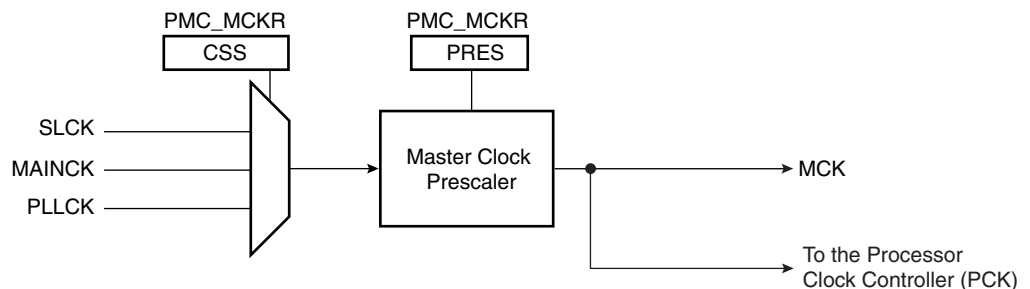 PMC_MCKR
PMC_MCKR
CSS
PRES
SLCK
MAINCK
PLLCK
Master Clock
Prescaler
MCK
To the Processor
Clock Controller (PCK)